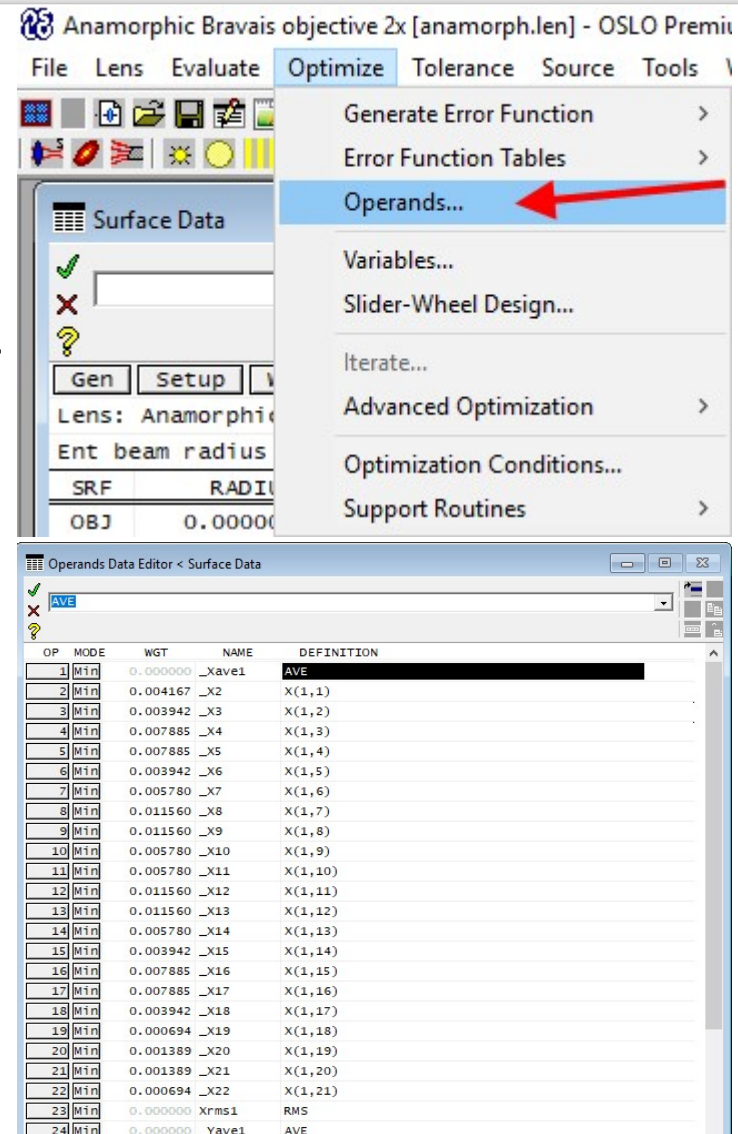 Anamorphic Bravais objective 2x [anamorph.len] - OSLO Premiu
File Lens Evaluate Optimize Tolerance Source Tools
Generate Error Function >
Error Function Tables >
Operands...
Variables...
Slider-Wheel Design...
Iterate...
Advanced Optimization >
Optimization Conditions...
Support Routines >
Surface Data
Gen Setup
Lens: Anamorphic
Ent beam radius
SRF RADIU
OBJ 0.00000
Operands Data Editor < Surface Data
AVE
OP MODE WGT NAME DEFINITION
1 Min 0.000000 _Xave1 AVE
2 Min 0.004167 _X2 X(1,1)
3 Min 0.003942 _X3 X(1,2)
4 Min 0.007885 _X4 X(1,3)
5 Min 0.007885 _X5 X(1,4)
6 Min 0.003942 _X6 X(1,5)
7 Min 0.005780 _X7 X(1,6)
8 Min 0.011560 _X8 X(1,7)
9 Min 0.011560 _X9 X(1,8)
10 Min 0.005780 _X10 X(1,9)
11 Min 0.005780 _X11 X(1,10)
12 Min 0.011560 _X12 X(1,11)
13 Min 0.011560 _X13 X(1,12)
14 Min 0.005780 _X14 X(1,13)
15 Min 0.003942 _X15 X(1,14)
16 Min 0.007885 _X16 X(1,15)
17 Min 0.007885 _X17 X(1,16)
18 Min 0.003942 _X18 X(1,17)
19 Min 0.000694 _X19 X(1,18)
20 Min 0.001389 _X20 X(1,19)
21 Min 0.001389 _X21 X(1,20)
22 Min 0.000694 _X22 X(1,21)
23 Min 0.000000 Xrms1 RMS
24 Min 0.000000 _Yave1 AVE